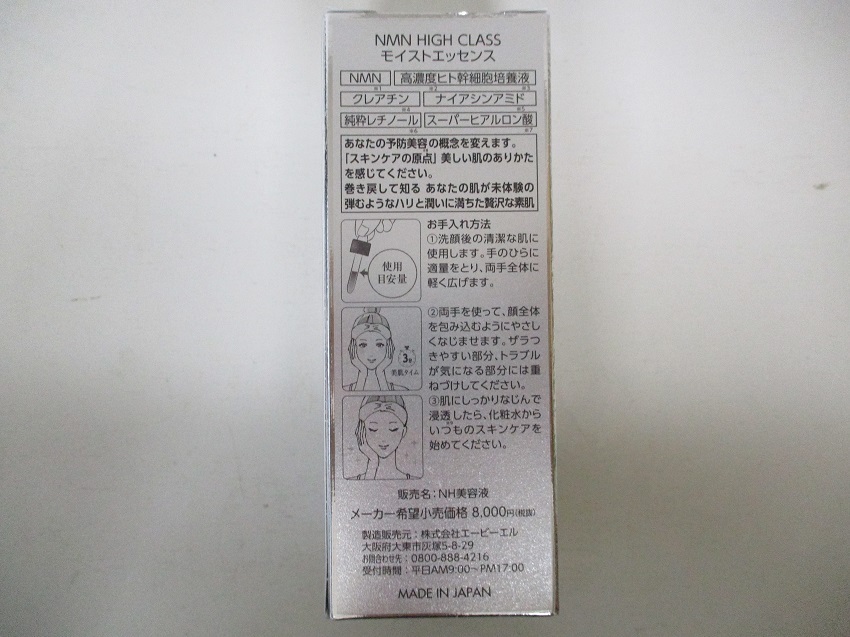 NMN HIGH CLASS
モイストエッセンス
NMN 高濃度ヒト幹細胞培養液
※1 ※2 ※3
クレアチン ナイアシンアミド
※4 ※5
純粋レチノール スーパーヒアルロン酸
※6 ※7
あなたの予防美容の概念を変えます。
「スキンケアの原点」美しい肌のありかた
を感じてください。
巻き戻して知る あなたの肌が未体験の
弾むようなハリと潤いに満ちた贅沢な素肌
お手入れ方法
①洗顔後の清潔な肌に
使用します。手のひらに
適量をとり、両手全体に
軽く広げます。
使用
目安量
②両手を使って、顔全体
を包み込むようにやさし
くなじませます。ザラつ
きやすい部分、トラブル
が気になる部分には重
ねづけしてください。
3
美肌タイム
③肌にしっかりなじんで
浸透したら、化粧水から
いつものスキンケアを
始めてください。
販売名：NH美容液
メーカー希望小売価格 8,000円(税抜)
製造販売元：株式会社エービーエル
大阪府大東市灰塚5-8-29
お問合わせ先：0800-888-4216
受付時間：平日AM9:00～PM17:00
MADE IN JAPAN